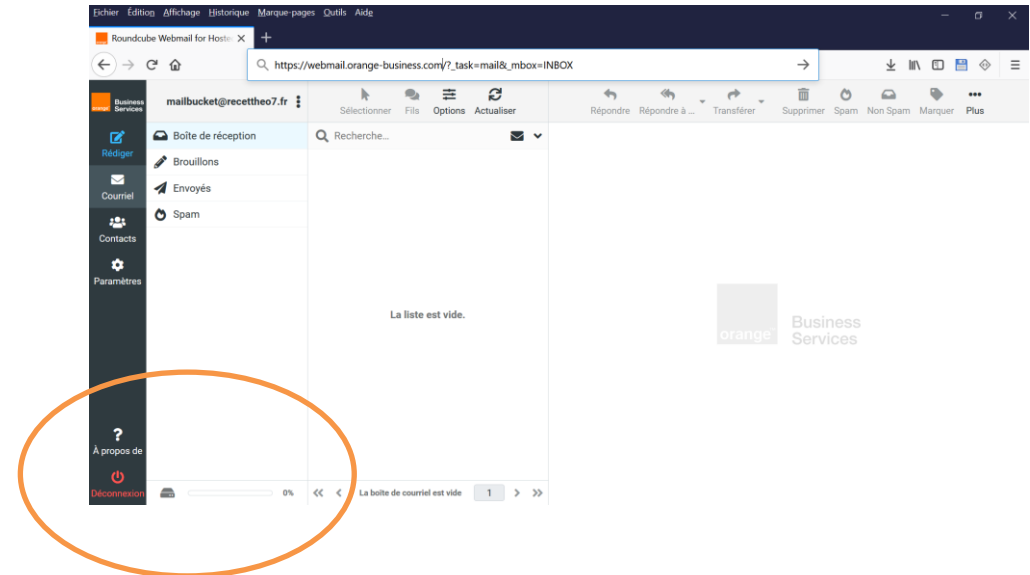 Fichier Édition Affichage Historique Marque-pages Outils Aide
Roundcube Webmail for Hoste
https://webmail.orange-business.com/?_task=mail&_mbox=INBOX
orange Business Services
mailbucket@recettheo7.fr
Sélectionner Fils Options Actualiser
Répondre Répondre à ... Transférer Supprimer Spam Non Spam Marquer Plus
Rédiger
Courriel
Contacts
Paramètres
À propos de
Déconnexion
Boîte de réception
Brouillons
Envoyés
Spam
0%
Recherche...
La liste est vide.
La boîte de courriel est vide 1
orange Business
Services